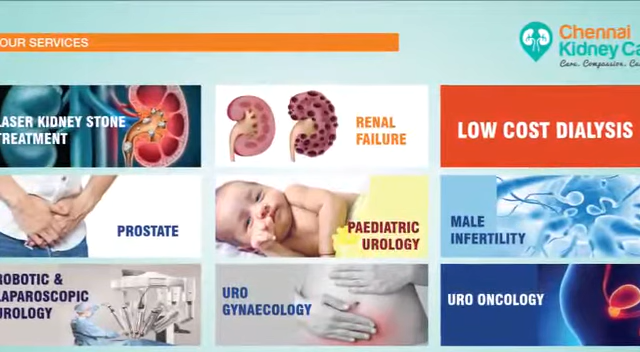 OUR SERVICES
Chennai
Kidney Ca
Care. Compassion.
LASER KIDNEY STONE
TREATMENT
RENAL
FAILURE
LOW COST DIALYSIS
PROSTATE
PAEDIATRIC
UROLOGY
MALE
INFERTILITY
ROBOTIC &
LAPAROSCOPIC
UROLOGY
URO
GYNAECOLOGY
URO ONCOLOGY